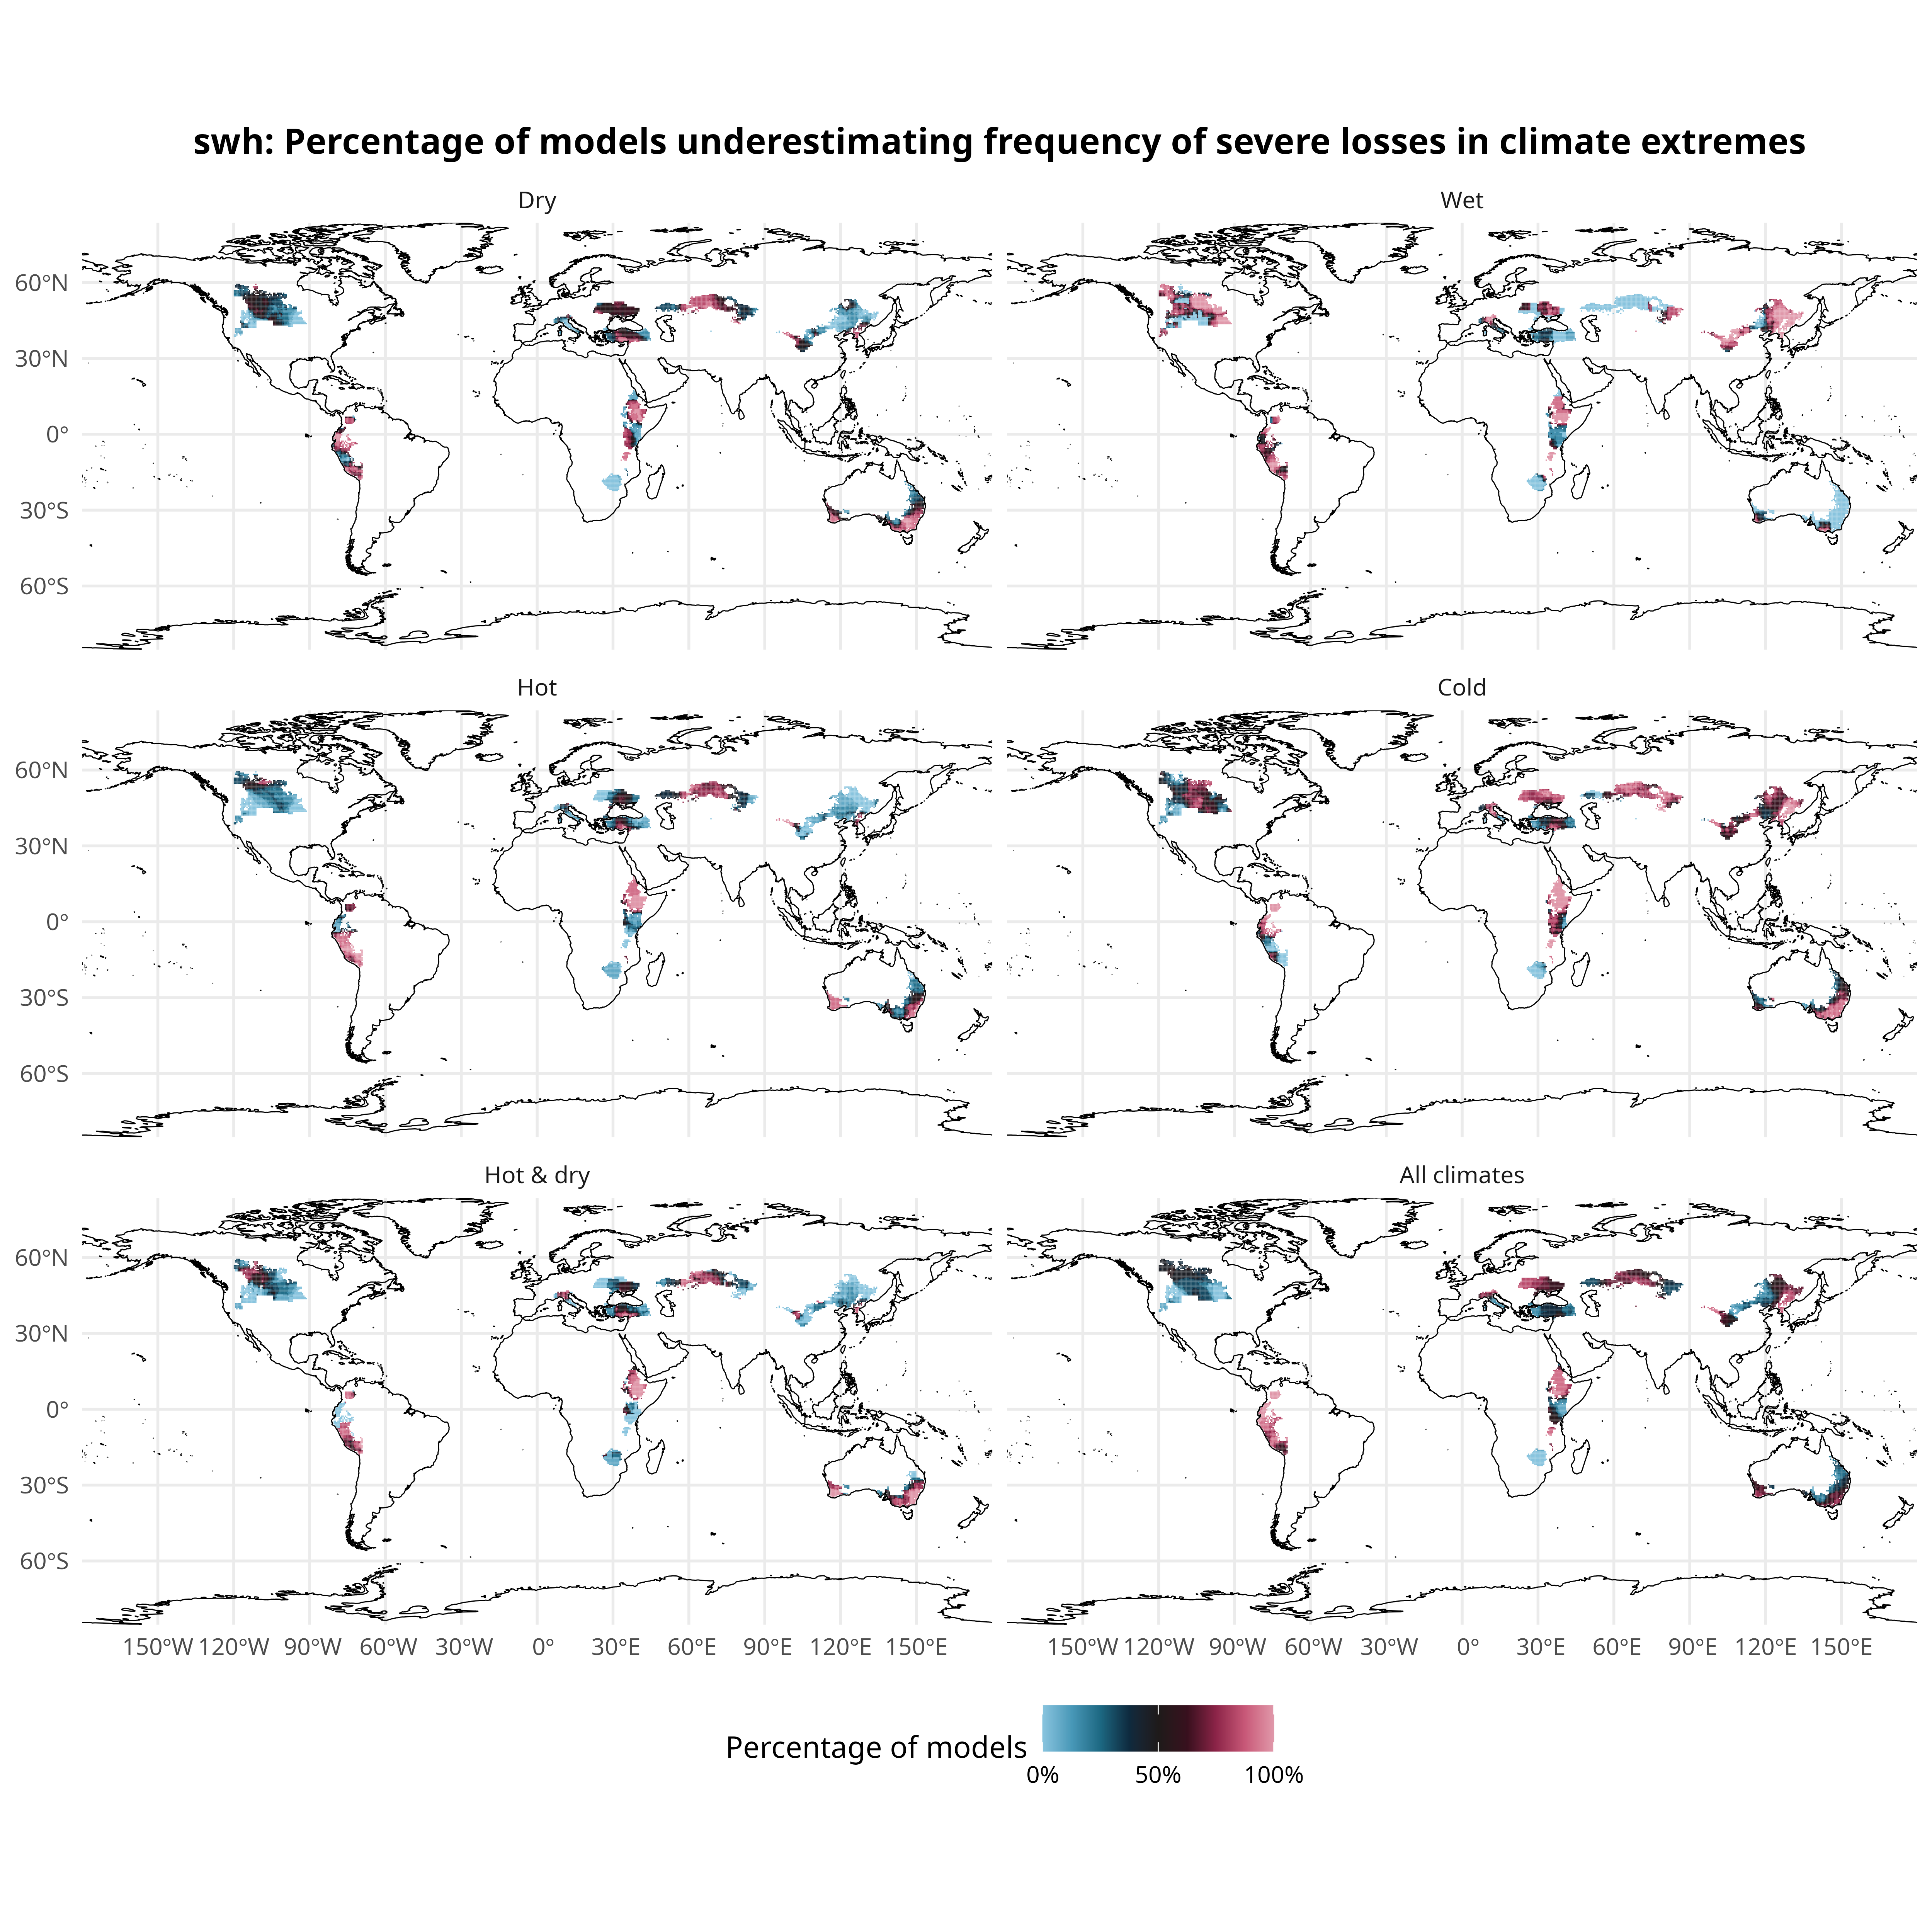 swh: Percentage of models underestimating frequency of severe losses in climate extremes
Dry
Wet
60°N
30°N
0°
30°S
60°S
Hot
Cold
60°N
30°N
0°
30°S
60°S
Hot & dry
All climates
60°N
30°N
0°
30°S
60°S
150°W 120°W 90°W 60°W 30°W 0° 30°E 60°E 90°E 120°E 150°E
150°W 120°W 90°W 60°W 30°W 0° 30°E 60°E 90°E 120°E 150°E
Percentage of models
0% 50% 100%